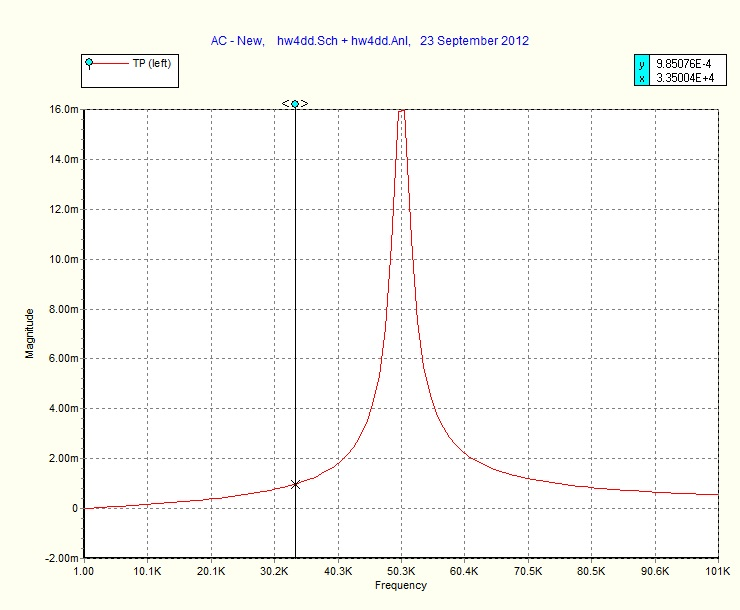 AC - New, hw4dd.Sch + hw4dd.Anl, 23 September 2012
TP (left)
y 9.85076E-4
x 3.35004E+4
< >
16.0m
14.0m
12.0m
10.0m
8.00m
6.00m
4.00m
2.00m
0
-2.00m
Magnitude
1.00 10.1K 20.1K 30.2K 40.3K 50.3K 60.4K 70.5K 80.5K 90.6K 101K
Frequency